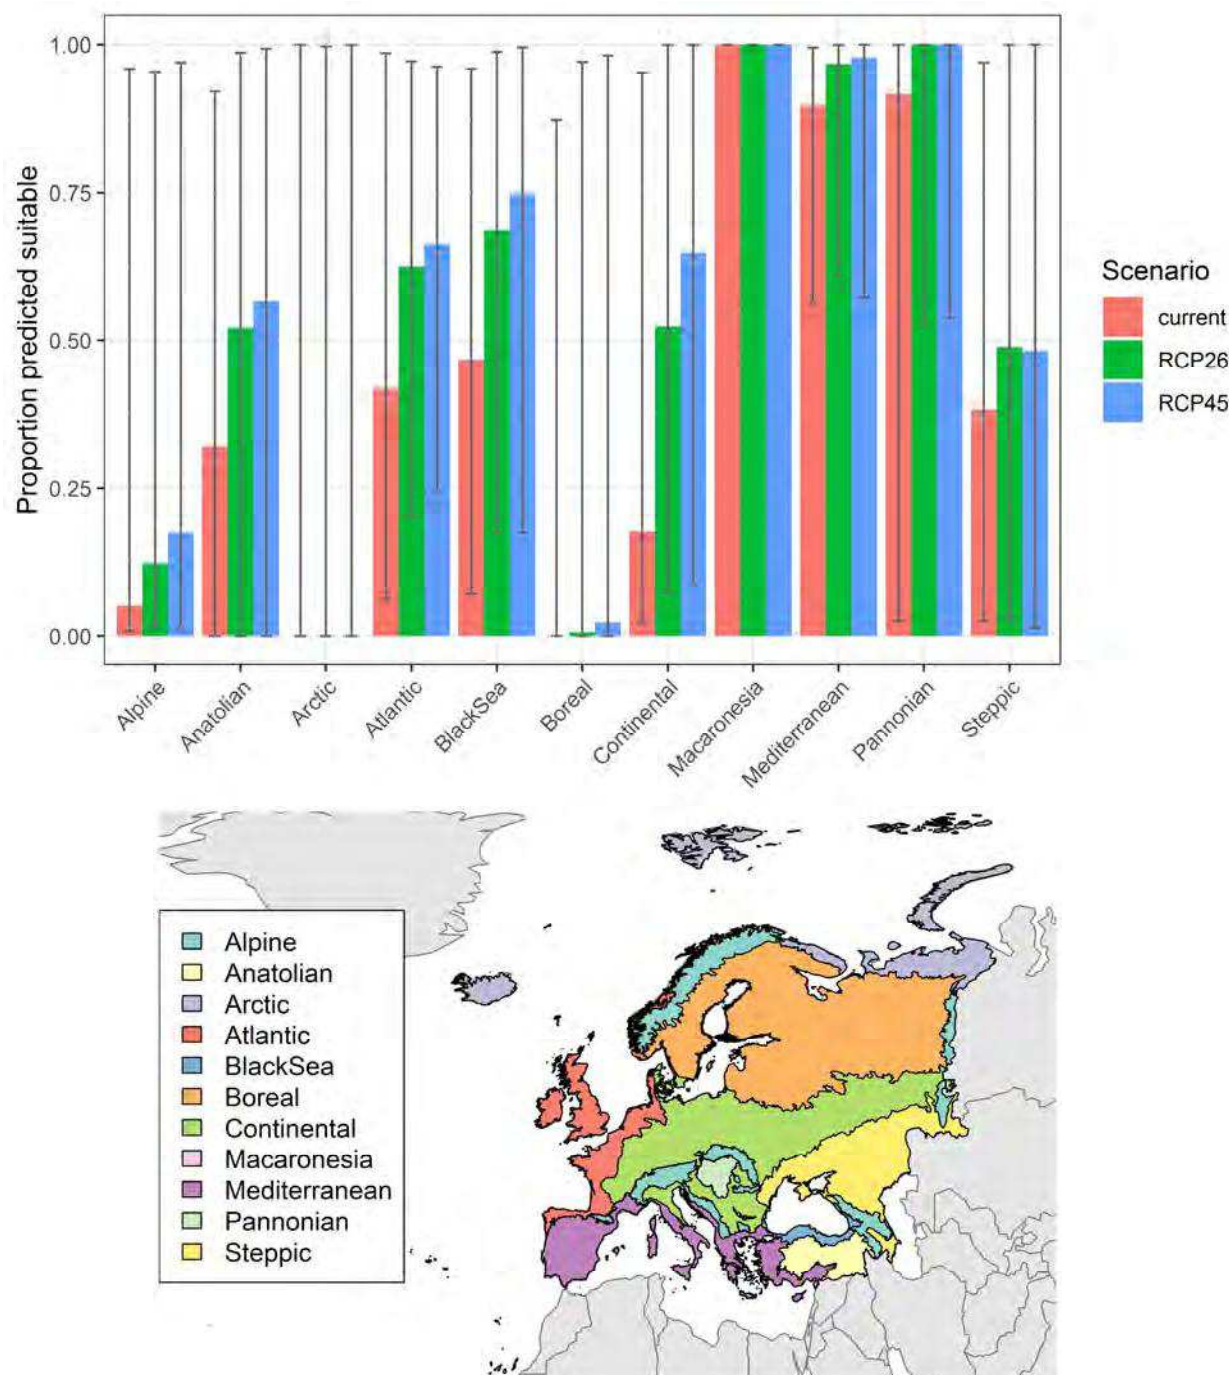 Proportion predicted suitable
1.00
0.75
0.50
0.25
0.00
Alpine
Anatolian
Arctic
Atlantic
BlackSea
Boreal
Continental
Macaronesia
Mediterranean
Pannonian
Steppic
Scenario
current
RCP26
RCP45
Alpine
Anatolian
Arctic
Atlantic
BlackSea
Boreal
Continental
Macaronesia
Mediterranean
Pannonian
Steppic